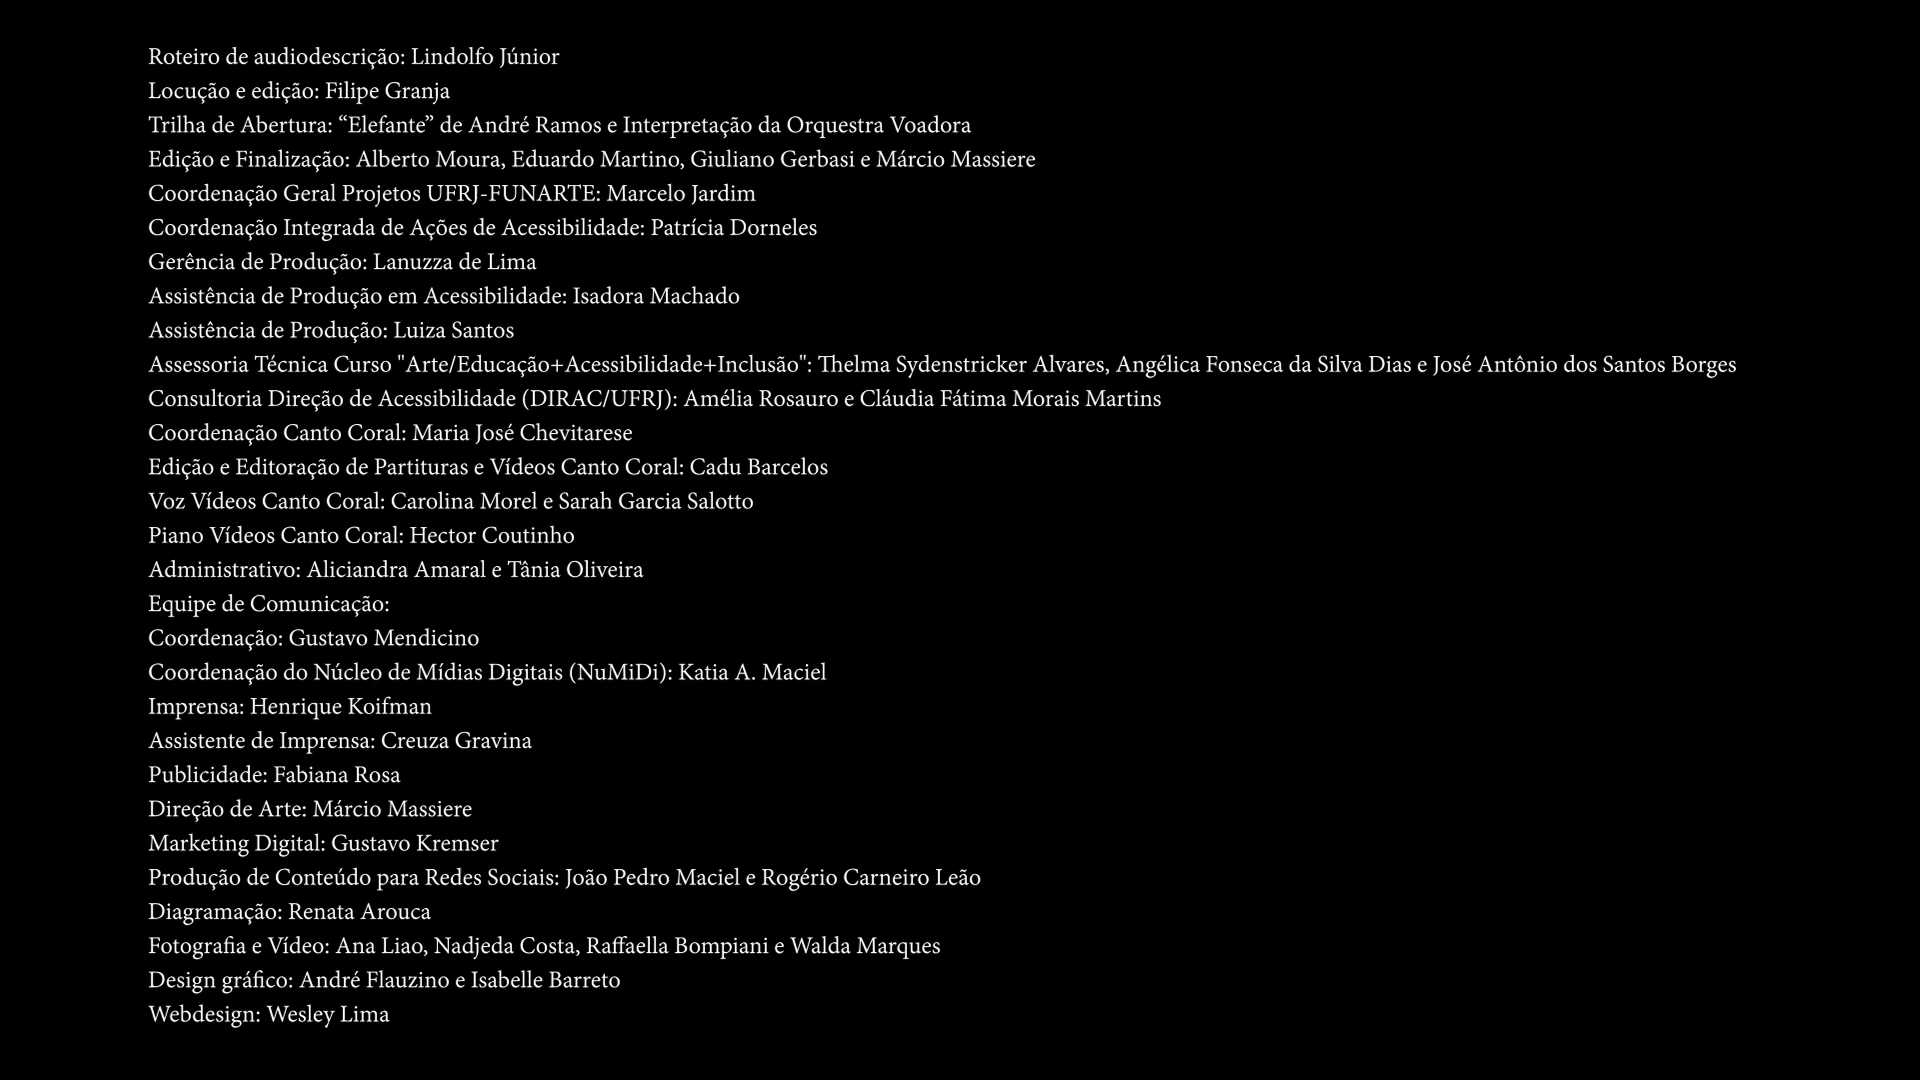 Roteiro de audiodescrição: Lindolfo Júnior
Locução e edição: Filipe Granja
Trilha de Abertura: “Elefante” de André Ramos e Interpretação da Orquestra Voadora
Edição e Finalização: Alberto Moura, Eduardo Martino, Giuliano Gerbasi e Márcio Massiere
Coordenação Geral Projetos UFRJ-FUNARTE: Marcelo Jardim
Coordenação Integrada de Ações de Acessibilidade: Patrícia Dorneles
Gerência de Produção: Lanuzza de Lima
Assistência de Produção em Acessibilidade: Isadora Machado
Assistência de Produção: Luiza Santos
Assessoria Técnica Curso "Arte/Educação+Acessibilidade+Inclusão": Thelma Sydenstricker Alvares, Angélica Fonseca da Silva Dias e José Antônio dos Santos Borges
Consultoria Direção de Acessibilidade (DIRAC/UFRJ): Amélia Rosauro e Cláudia Fátima Morais Martins
Coordenação Canto Coral: Maria José Chevitarese
Edição e Editoração de Partituras e Vídeos Canto Coral: Cadu Barcelos
Voz Vídeos Canto Coral: Carolina Morel e Sarah Garcia Salotto
Piano Vídeos Canto Coral: Hector Coutinho
Administrativo: Aliciandra Amaral e Tânia Oliveira
Equipe de Comunicação:
Coordenação: Gustavo Mendicino
Coordenação do Núcleo de Mídias Digitais (NuMiDi): Katia A. Maciel
Imprensa: Henrique Koifman
Assistente de Imprensa: Creuza Gravina
Publicidade: Fabiana Rosa
Direção de Arte: Márcio Massiere
Marketing Digital: Gustavo Kremser
Produção de Conteúdo para Redes Sociais: João Pedro Maciel e Rogério Carneiro Leão
Diagramação: Renata Arouca
Fotografia e Vídeo: Ana Liao, Nadjeda Costa, Raffaella Bompiani e Walda Marques
Design gráfico: André Flauzino e Isabelle Barreto
Webdesign: Wesley Lima